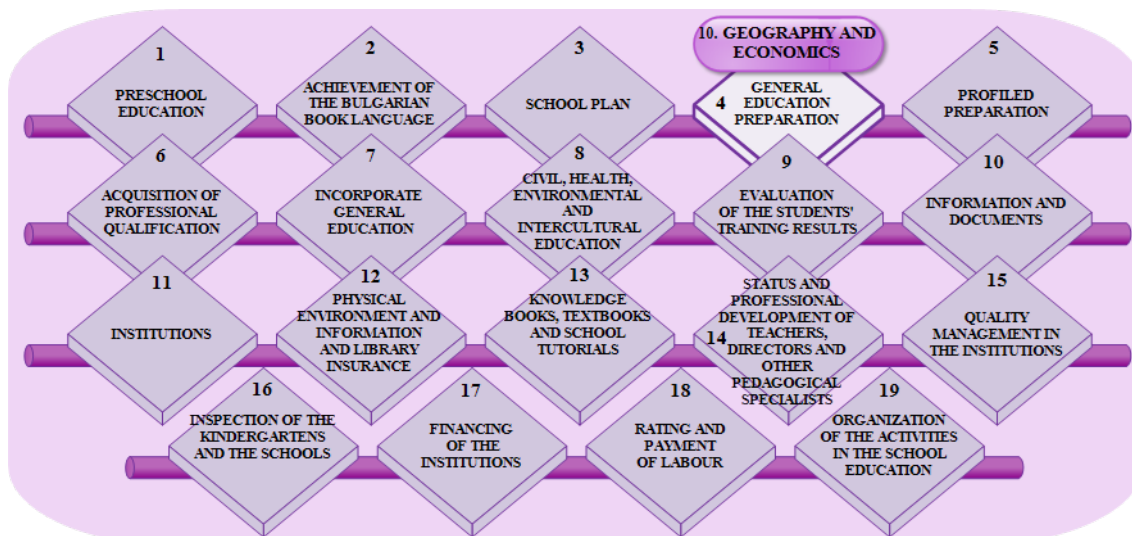 1
PRESCHOOL
EDUCATION
2
ACHIEVEMENT OF
THE BULGARIAN
BOOK LANGUAGE
3
SCHOOL PLAN
10. GEOGRAPHY AND
ECONOMICS
4
GENERAL
EDUCATION
PREPARATION
5
PROFILED
PREPARATION
6
ACQUISITION OF
PROFESSIONAL
QUALIFICATION
7
INCORPORATE
GENERAL
EDUCATION
8
CIVIL, HEALTH,
ENVIRONMENTAL
AND
INTERCULTURAL
EDUCATION
9
EVALUATION
OF THE STUDENTS'
TRAINING RESULTS
10
INFORMATION AND
DOCUMENTS
11
INSTITUTIONS
12
PHYSICAL
ENVIRONMENT AND
INFORMATION
AND LIBRARY
INSURANCE
13
KNOWLEDGE
BOOKS, TEXTBOOKS
AND SCHOOL
TUTORIALS
14
STATUS AND
PROFESSIONAL
DEVELOPMENT OF
TEACHERS,
DIRECTORS AND
OTHER
PEDAGOGICAL
SPECIALISTS
15
QUALITY
MANAGEMENT IN
THE INSTITUTIONS
16
INSPECTION OF THE
KINDERGARTENS
AND THE SCHOOLS
17
FINANCING
OF THE
INSTITUTIONS
18
RATING AND
PAYMENT
OF LABOUR
19
ORGANIZATION
OF THE ACTIVITIES
IN THE SCHOOL
EDUCATION